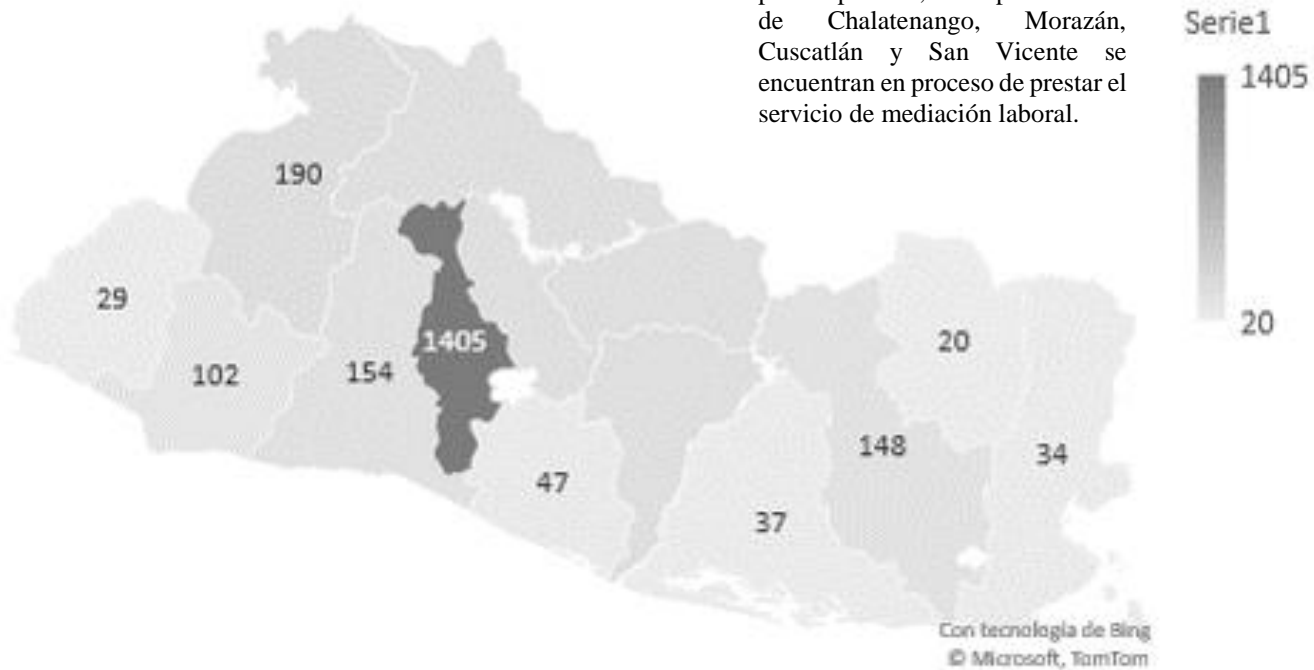 de Chalatenango, Morazán,
Cuscatlán y San Vicente se
encuentran en proceso de prestar el
servicio de mediación laboral.
Serie1
1405
20
190
29
102
154
1405
47
37
148
20
34
Con tecnología de Bing
© Microsoft, TomTom